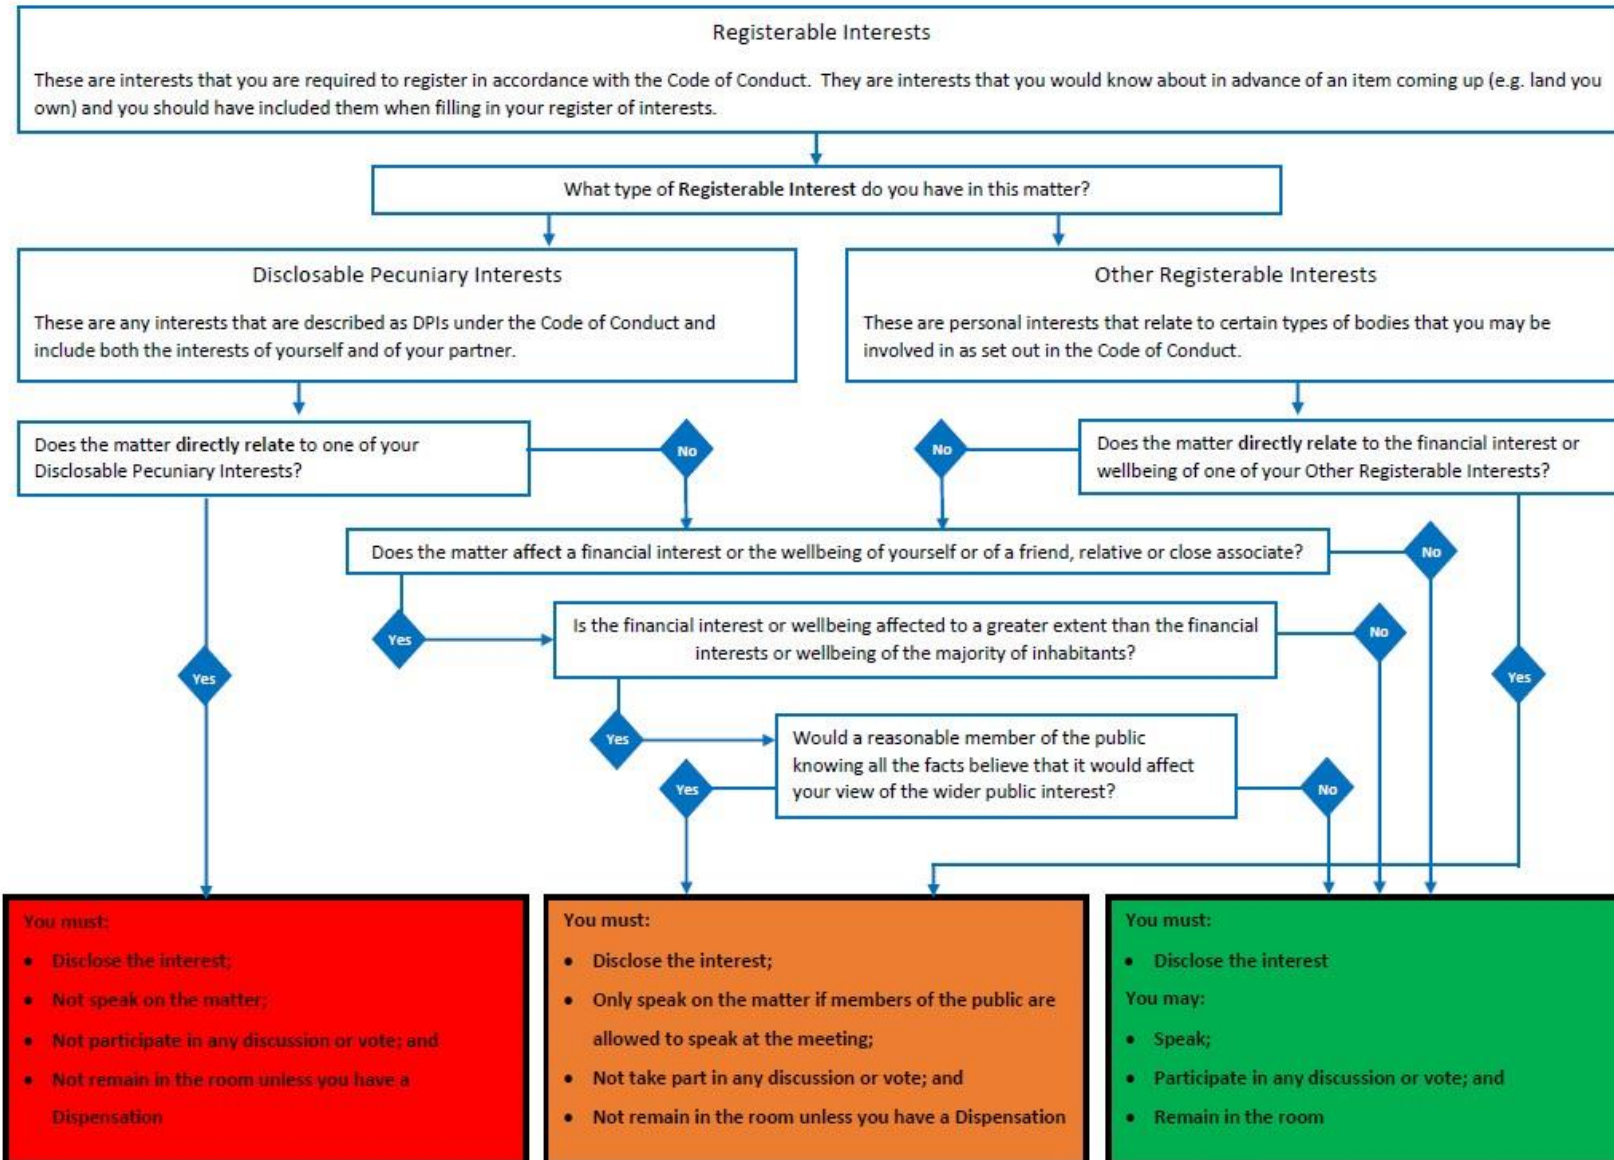 Registerable Interests
These are interests that you are required to register in accordance with the Code of Conduct.  They are interests that you would know about in advance of an item coming up (e.g. land you
own) and you should have included them when filling in your register of interests.
What type of Registerable Interest do you have in this matter?
Disclosable Pecuniary Interests
These are any interests that are described as DPIs under the Code of Conduct and
include both the interests of yourself and of your partner.
Other Registerable Interests
These are personal interests that relate to certain types of bodies that you may be
involved in as set out in the Code of Conduct.
Does the matter directly relate to one of your
Disclosable Pecuniary Interests?
No
No
Does the matter directly relate to the financial interest or
wellbeing of one of your Other Registerable Interests?
Does the matter affect a financial interest or the wellbeing of yourself or of a friend, relative or close associate?
No
Yes
Is the financial interest or wellbeing affected to a greater extent than the financial
interests or wellbeing of the majority of inhabitants?
No
Yes
Yes
Yes
Would a reasonable member of the public
knowing all the facts believe that it would affect
your view of the wider public interest?
Yes
No
You must:
• Disclose the interest;
• Not speak on the matter;
• Not participate in any discussion or vote; and
• Not remain in the room unless you have a
Dispensation
You must:
• Disclose the interest;
• Only speak on the matter if members of the public are
allowed to speak at the meeting;
• Not take part in any discussion or vote; and
• Not remain in the room unless you have a Dispensation
You must:
• Disclose the interest
You may:
• Speak;
• Participate in any discussion or vote; and
• Remain in the room